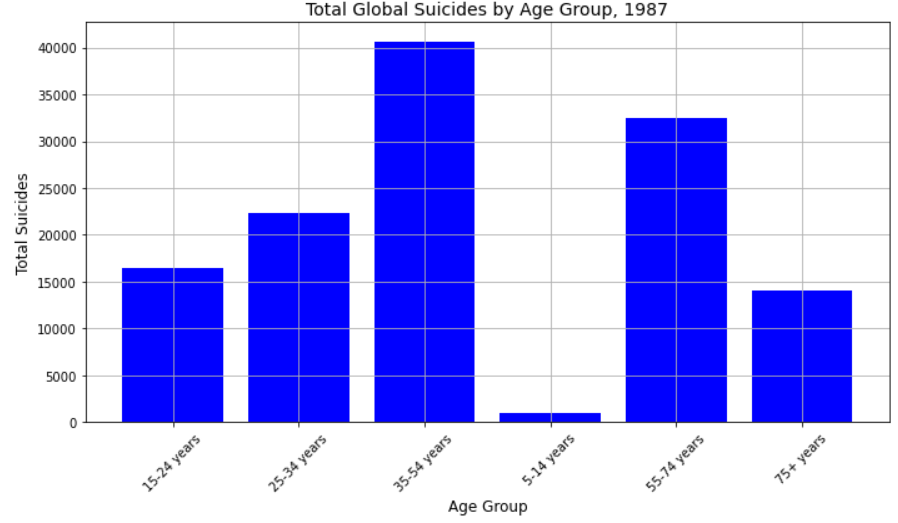 Total Global Suicides by Age Group, 1987
Total Suicides
40000
35000
30000
25000
20000
15000
10000
5000
0
15-24 years
25-34 years
35-54 years
5-14 years
55-74 years
75+ years
Age Group